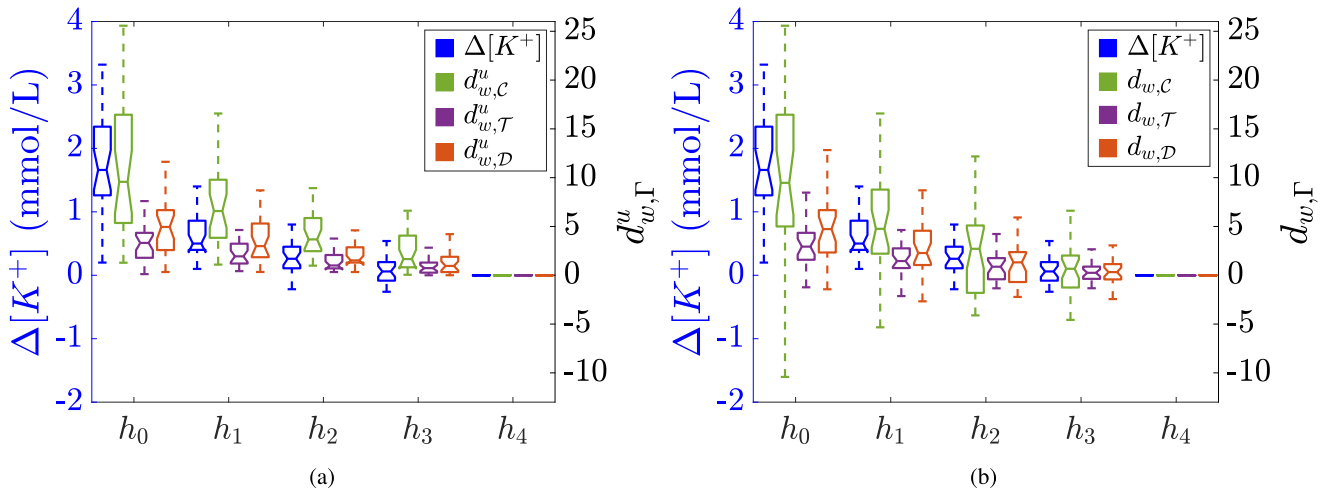 4
3
2
1
0
-1
-2
Δ[K⁺] (mmol/L)
25
20
15
10
5
0
-5
-10
d^u_{w,Γ}
Δ[K⁺]
d^u_{w,𝒞}
d^u_{w,𝒯}
d^u_{w,𝒟}
h₀ h₁ h₂ h₃ h₄
(a)
4
3
2
1
0
-1
-2
Δ[K⁺] (mmol/L)
25
20
15
10
5
0
-5
-10
d_{w,Γ}
Δ[K⁺]
d_{w,𝒞}
d_{w,𝒯}
d_{w,𝒟}
h₀ h₁ h₂ h₃ h₄
(b)